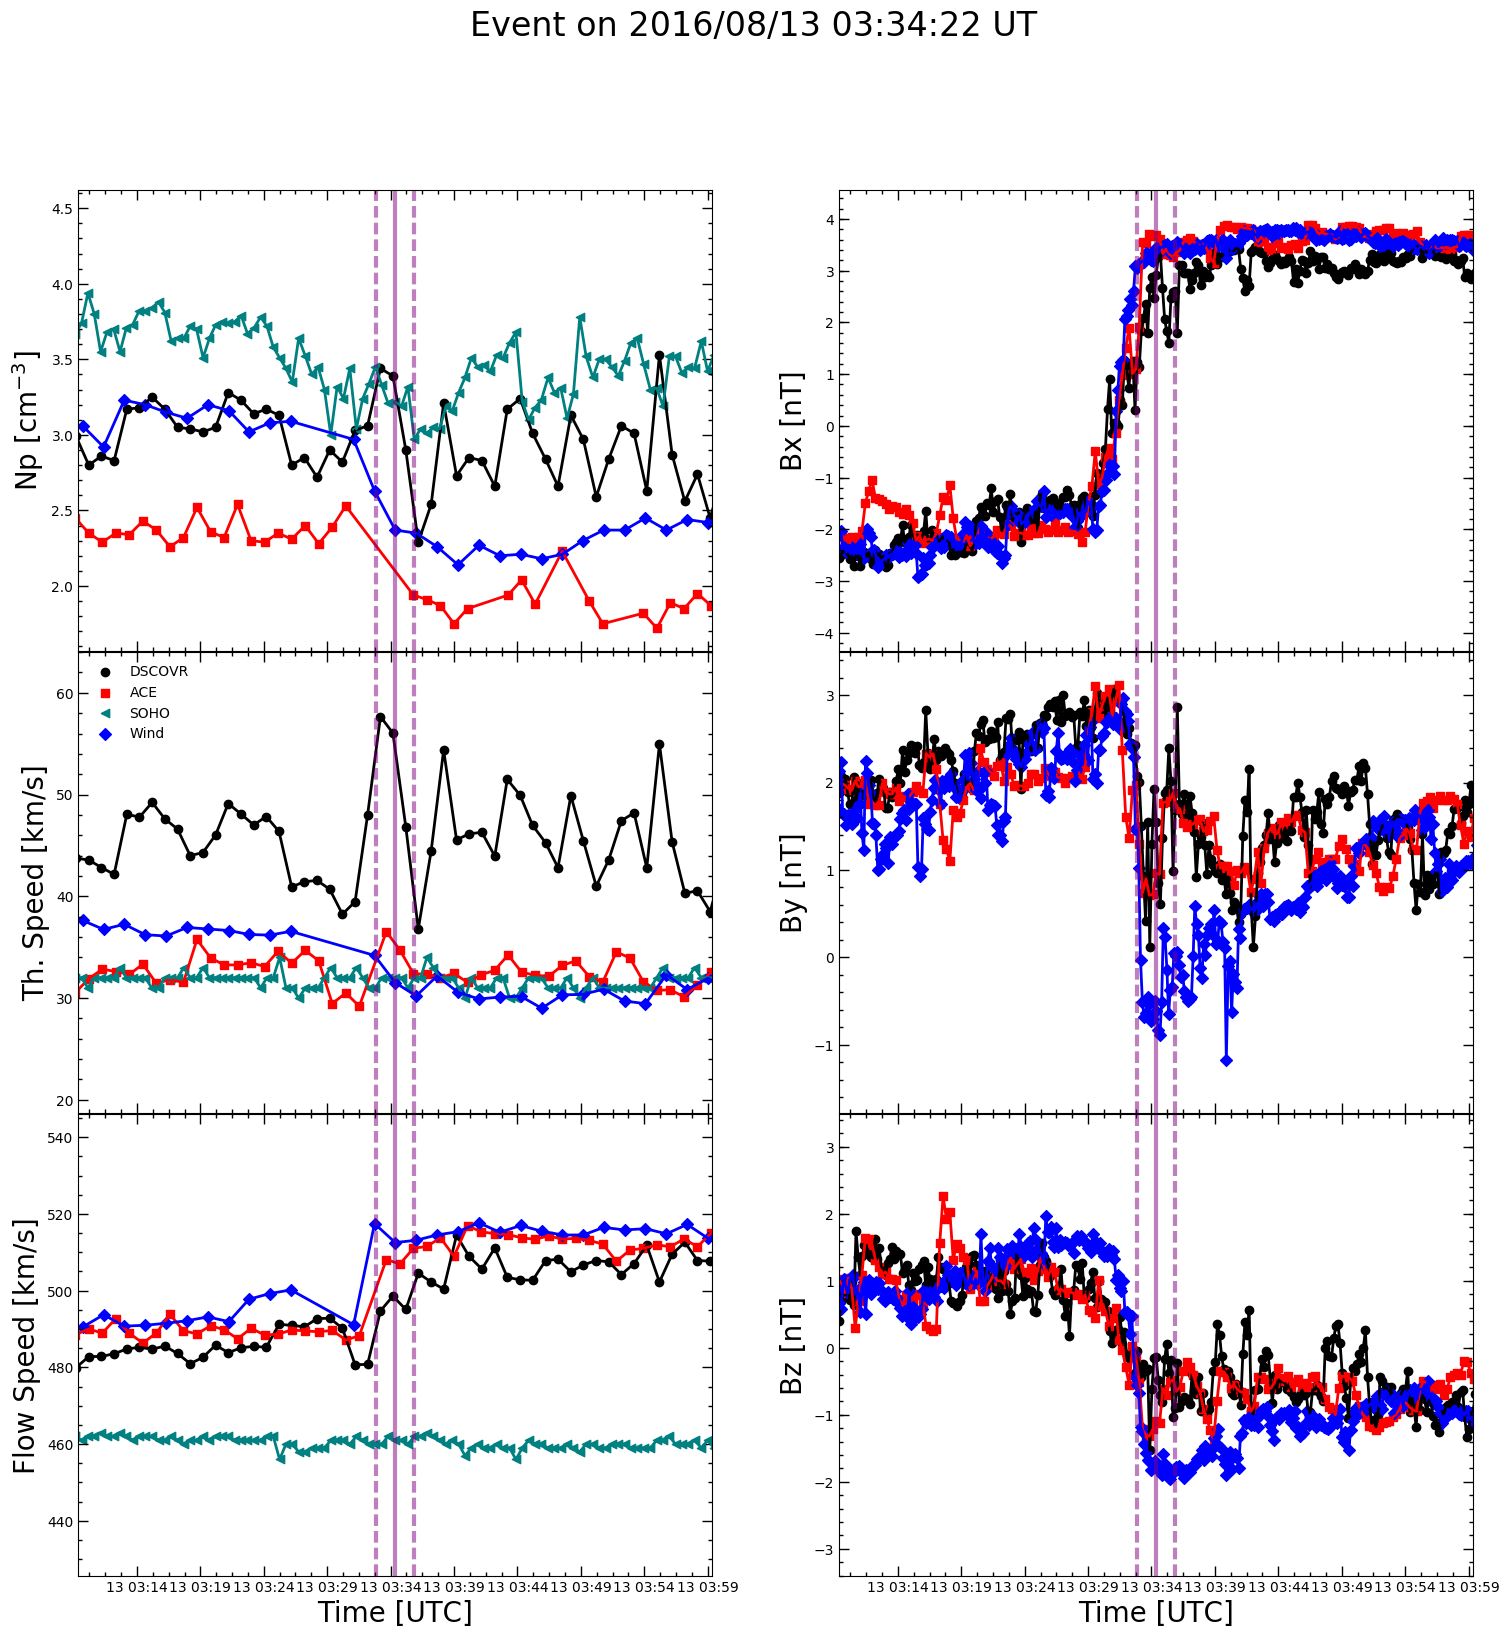 Event on 2016/08/13 03:34:22 UT
Np [cm⁻³]
4.5
4.0
3.5
3.0
2.5
2.0
Bx [nT]
4
3
2
1
0
−1
−2
−3
−4
Th. Speed [km/s]
60
50
40
30
20
DSCOVR
ACE
SOHO
Wind
By [nT]
3
2
1
0
−1
Flow Speed [km/s]
540
520
500
480
460
440
Bz [nT]
3
2
1
0
−1
−2
−3
13 03:14 13 03:19 13 03:24 13 03:29 13 03:34 13 03:39 13 03:44 13 03:49 13 03:54 13 03:59
Time [UTC]
13 03:14 13 03:19 13 03:24 13 03:29 13 03:34 13 03:39 13 03:44 13 03:49 13 03:54 13 03:59
Time [UTC]